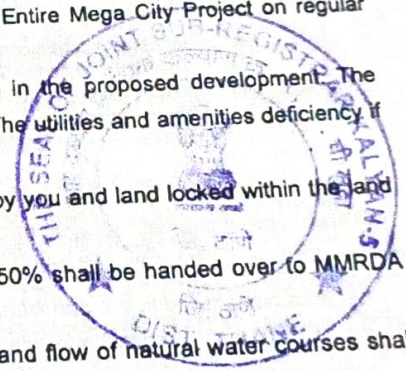 Entire Mega City Project on regular
in the proposed development. The
he utilities and amenities deficiency if
by you and land locked within the land
50% shall be handed over to MMRDA
and flow of natural water courses shal
THE SEAL OF JOINT SUB-REGISTRAR KALYAN-5
DIST. THANE